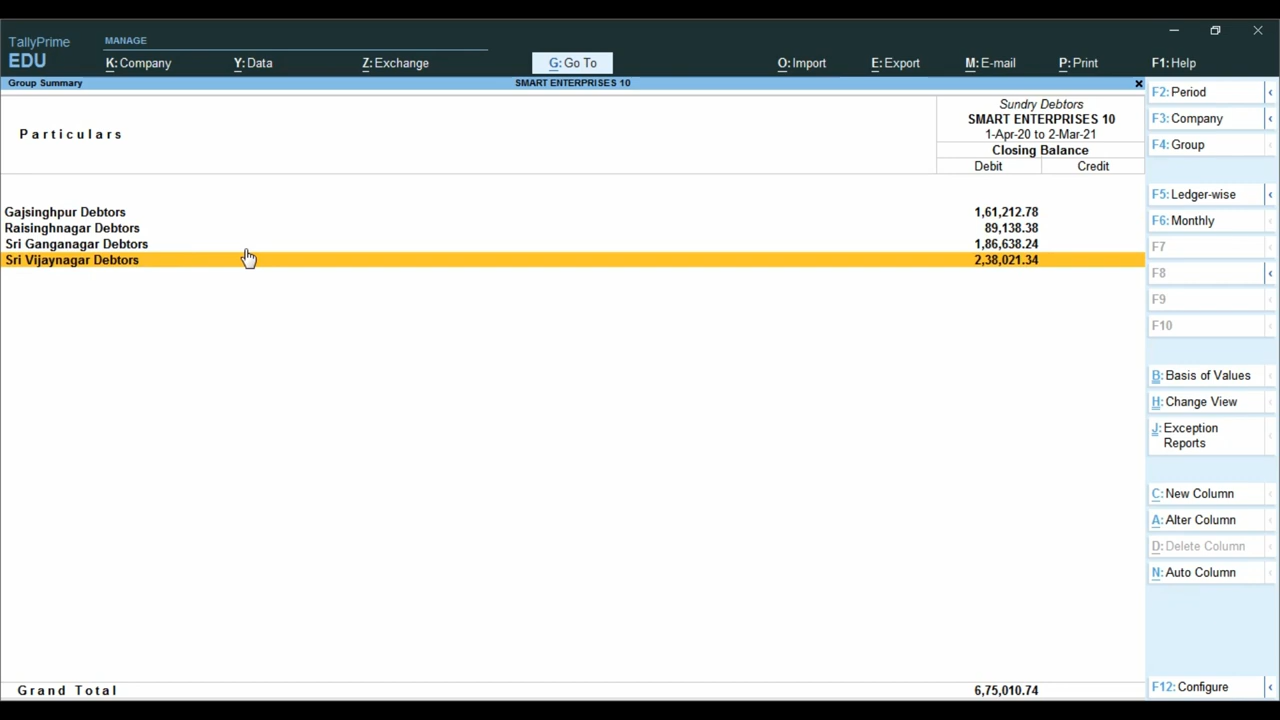 TallyPrime
EDU
MANAGE
K: Company
Y: Data
Z: Exchange
G: Go To
O: Import
E: Export
M: E-mail
P: Print
F1: Help
Group Summary
SMART ENTERPRISES 10
Particulars
Sundry Debtors
SMART ENTERPRISES 10
1-Apr-20 to 2-Mar-21
Closing Balance
Debit Credit
Gajsinghpur Debtors 1,61,212.78
Raisinghnagar Debtors 89,138.38
Sri Ganganagar Debtors 1,86,638.24
Sri Vijaynagar Debtors 2,38,021.34
Grand Total 6,75,010.74
F2: Period
F3: Company
F4: Group
F5: Ledger-wise
F6: Monthly
F7
F8
F9
F10
B: Basis of Values
H: Change View
J: Exception
Reports
C: New Column
A: Alter Column
D: Delete Column
N: Auto Column
F12: Configure